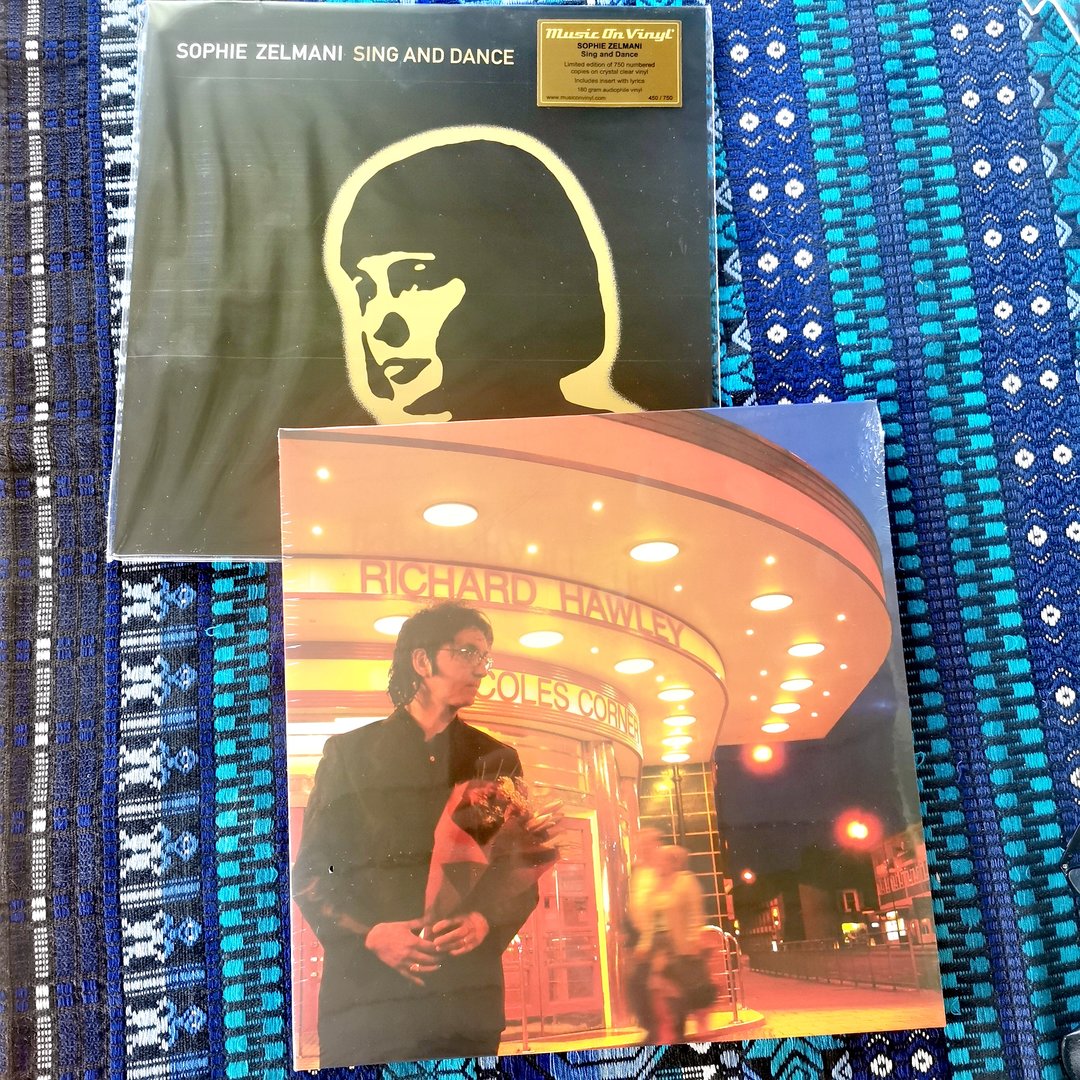 SOPHIE ZELMANI SING AND DANCE
Music On Vinyl
SOPHIE ZELMANI
Sing and Dance
Limited edition of 750 numbered
copies on crystal clear vinyl
Includes insert with lyrics
180 gram audiophile vinyl
www.musiconvinyl.com 450 / 750
RICHARD HAWLEY
COLES CORNER